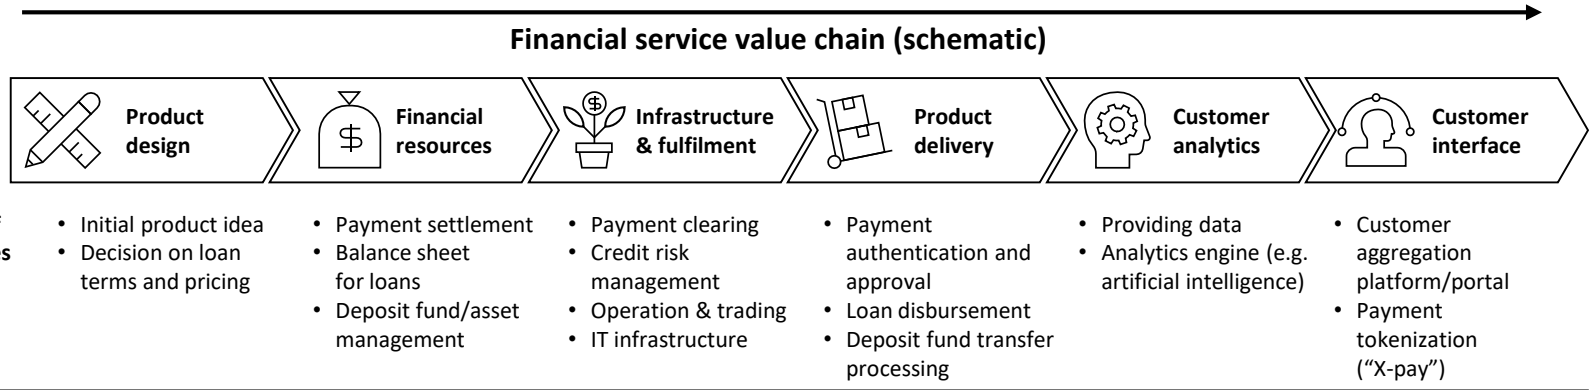 Financial service value chain (schematic)
Product
design
Financial
resources
Infrastructure
& fulfilment
Product
delivery
Customer
analytics
Customer
interface
• Initial product idea
• Decision on loan
terms and pricing
• Payment settlement
• Balance sheet
for loans
• Deposit fund/asset
management
• Payment clearing
• Credit risk
management
• Operation & trading
• IT infrastructure
• Payment
authentication and
approval
• Loan disbursement
• Deposit fund transfer
processing
• Providing data
• Analytics engine (e.g.
artificial intelligence)
• Customer
aggregation
platform/portal
• Payment
tokenization
(“X-pay”)